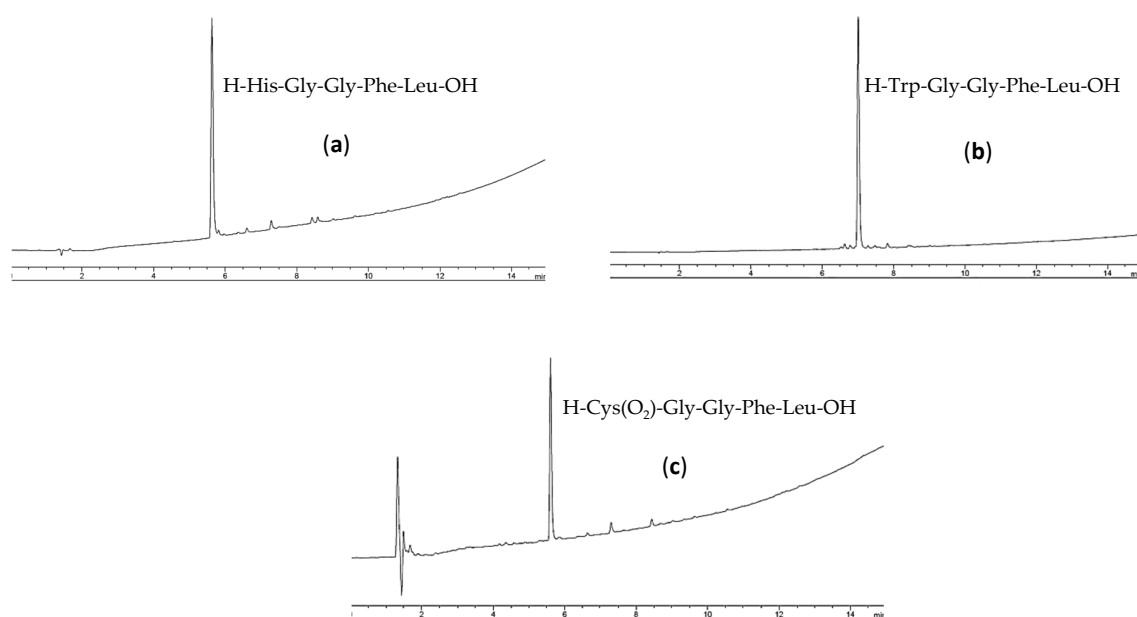 H-His-Gly-Gly-Phe-Leu-OH
(a)
2 4 6 8 10 12 14 min
H-Trp-Gly-Gly-Phe-Leu-OH
(b)
2 4 6 8 10 12 14
H-Cys(O₂)-Gly-Gly-Phe-Leu-OH
(c)
2 4 6 8 10 12 14 min